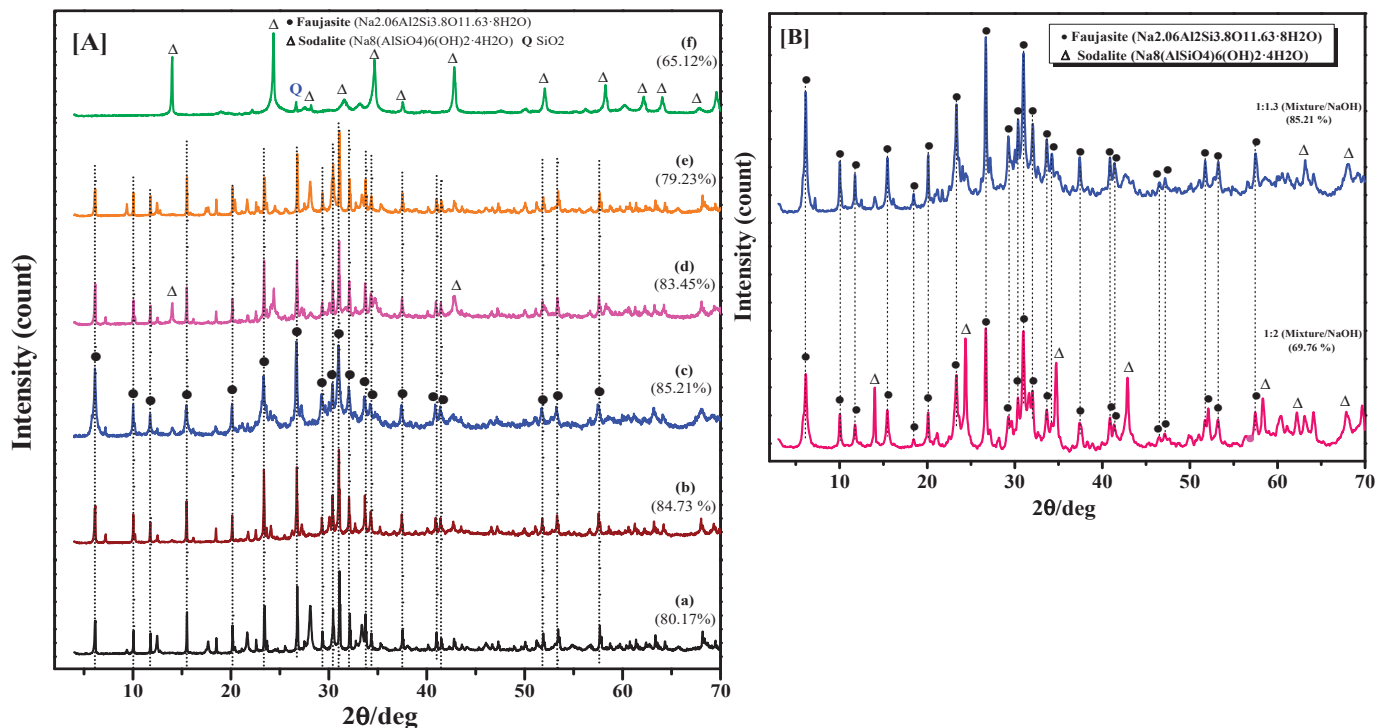 [A]
● Faujasite (Na2.06Al2Si3.8O11.63·8H2O)
Δ Sodalite (Na8(AlSiO4)6(OH)2·4H2O) Q SiO2
(f)
(65.12%)
Δ Δ Q Δ Δ Δ Δ Δ Δ Δ Δ Δ Δ
(e)
(79.23%)
(d)
(83.45%)
Δ Δ
(c)
(85.21%)
(b)
(84.73 %)
(a)
(80.17%)
Intensity (count)
10 20 30 40 50 60 70
2θ/deg
[B]
● Faujasite (Na2.06Al2Si3.8O11.63·8H2O)
Δ Sodalite (Na8(AlSiO4)6(OH)2·4H2O)
1:1.3 (Mixture/NaOH)
(85.21 %)
Δ Δ
1:2 (Mixture/NaOH)
(69.76 %)
Δ Δ Δ Δ Δ Δ Δ
Intensity (count)
10 20 30 40 50 60 70
2θ/deg